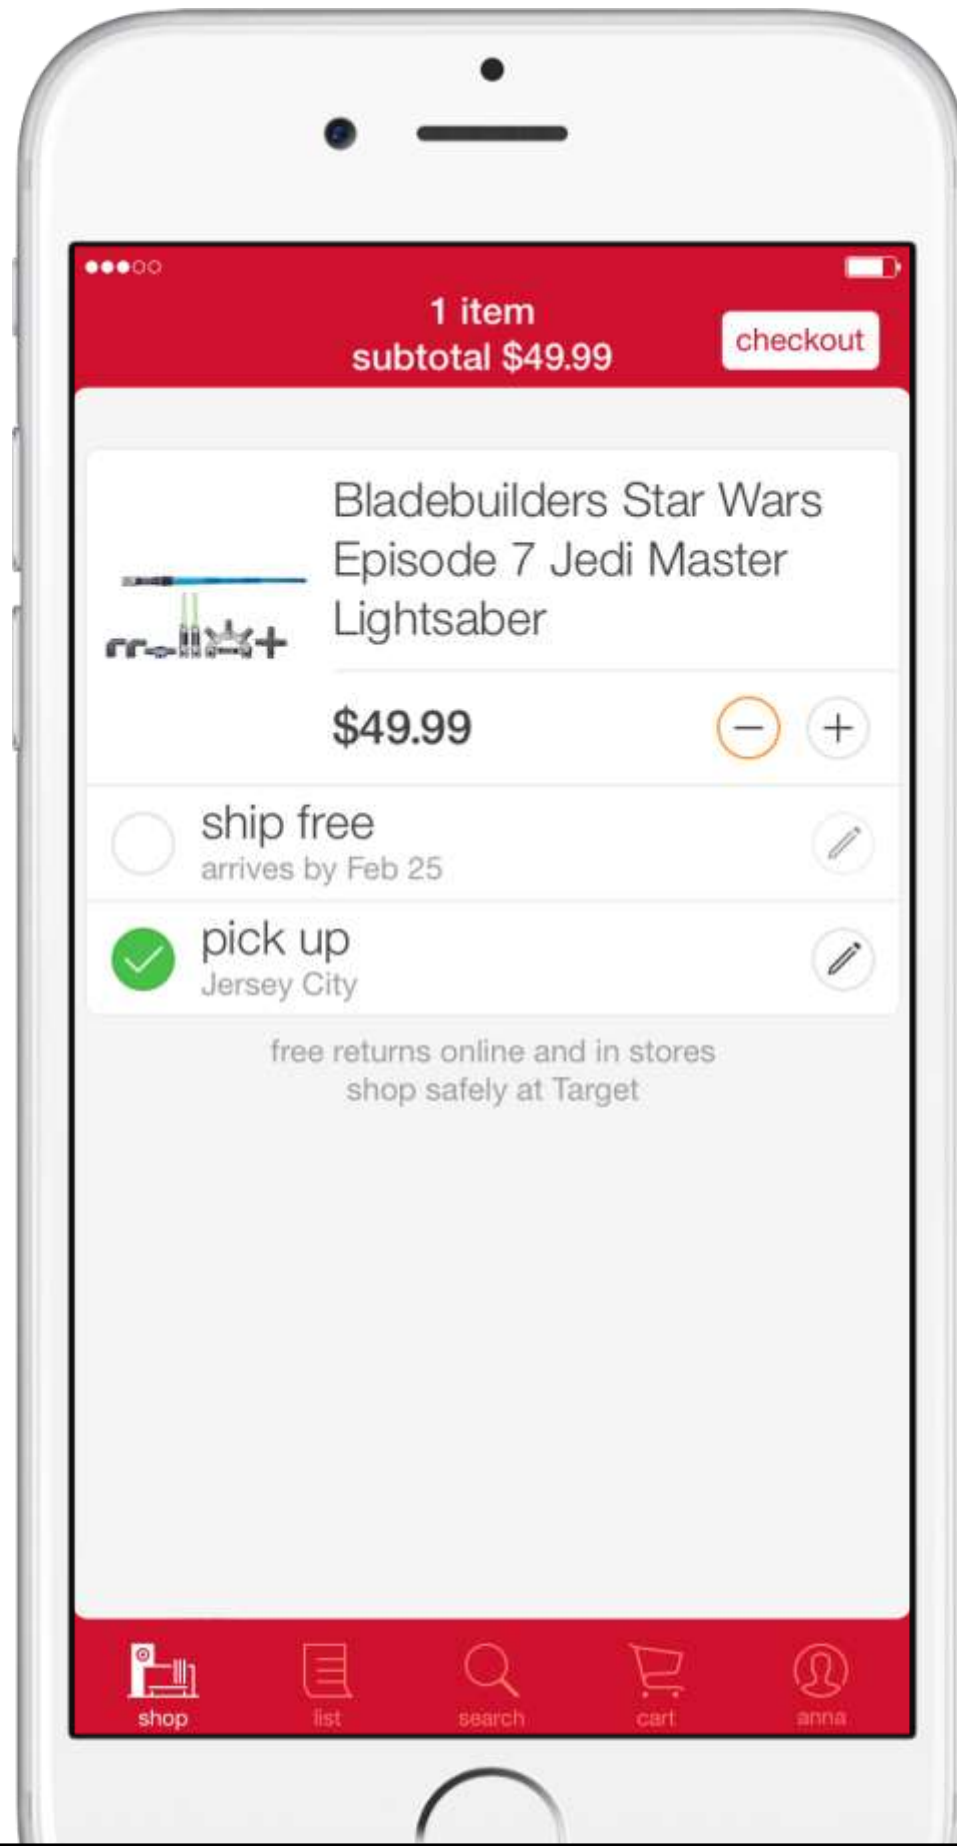 1 item
subtotal $49.99
checkout
Bladebuilders Star Wars
Episode 7 Jedi Master
Lightsaber
$49.99
ship free
arrives by Feb 25
pick up
Jersey City
free returns online and in stores
shop safely at Target
shop
list
search
cart
anna